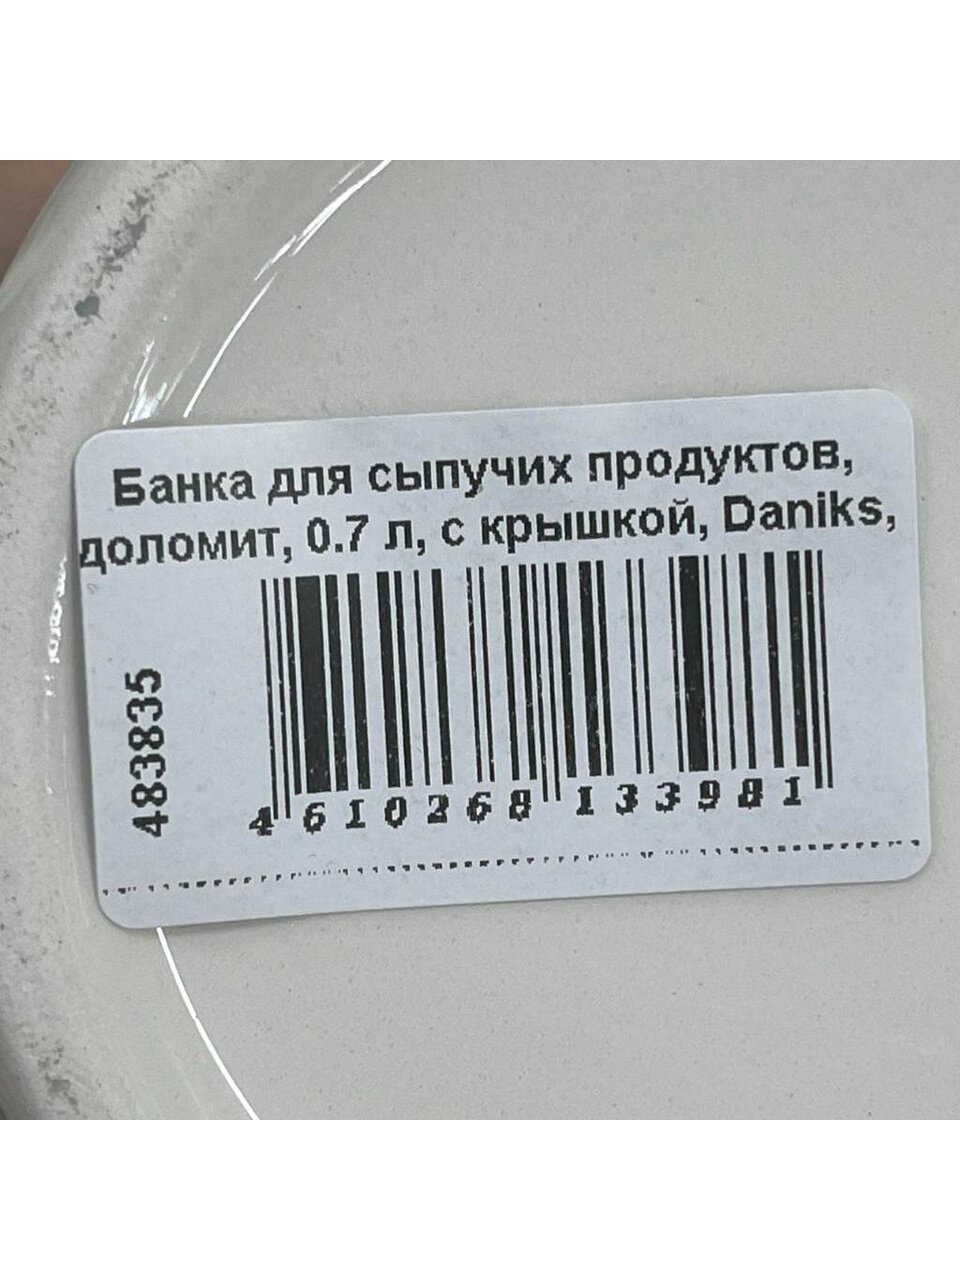 Банка для сыпучих продуктов,
доломит, 0.7 л, с крышкой, Daniks,
483835
4 610268 133981